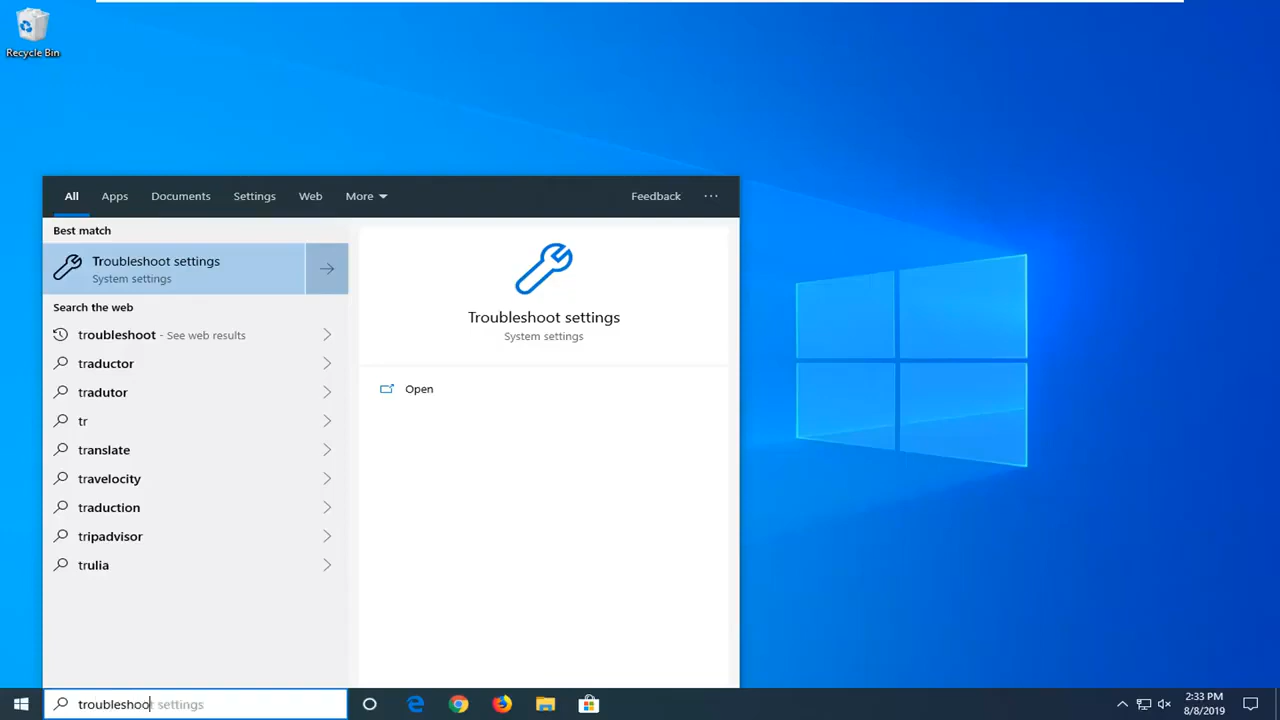 Recycle Bin
All Apps Documents Settings Web More Feedback ...
Best match
Troubleshoot settings
System settings
Search the web
troubleshoot - See web results
traductor
tradutor
tr
translate
travelocity
traduction
tripadvisor
trulia
Troubleshoot settings
System settings
Open
troubleshoot settings
2:33 PM
8/8/2019